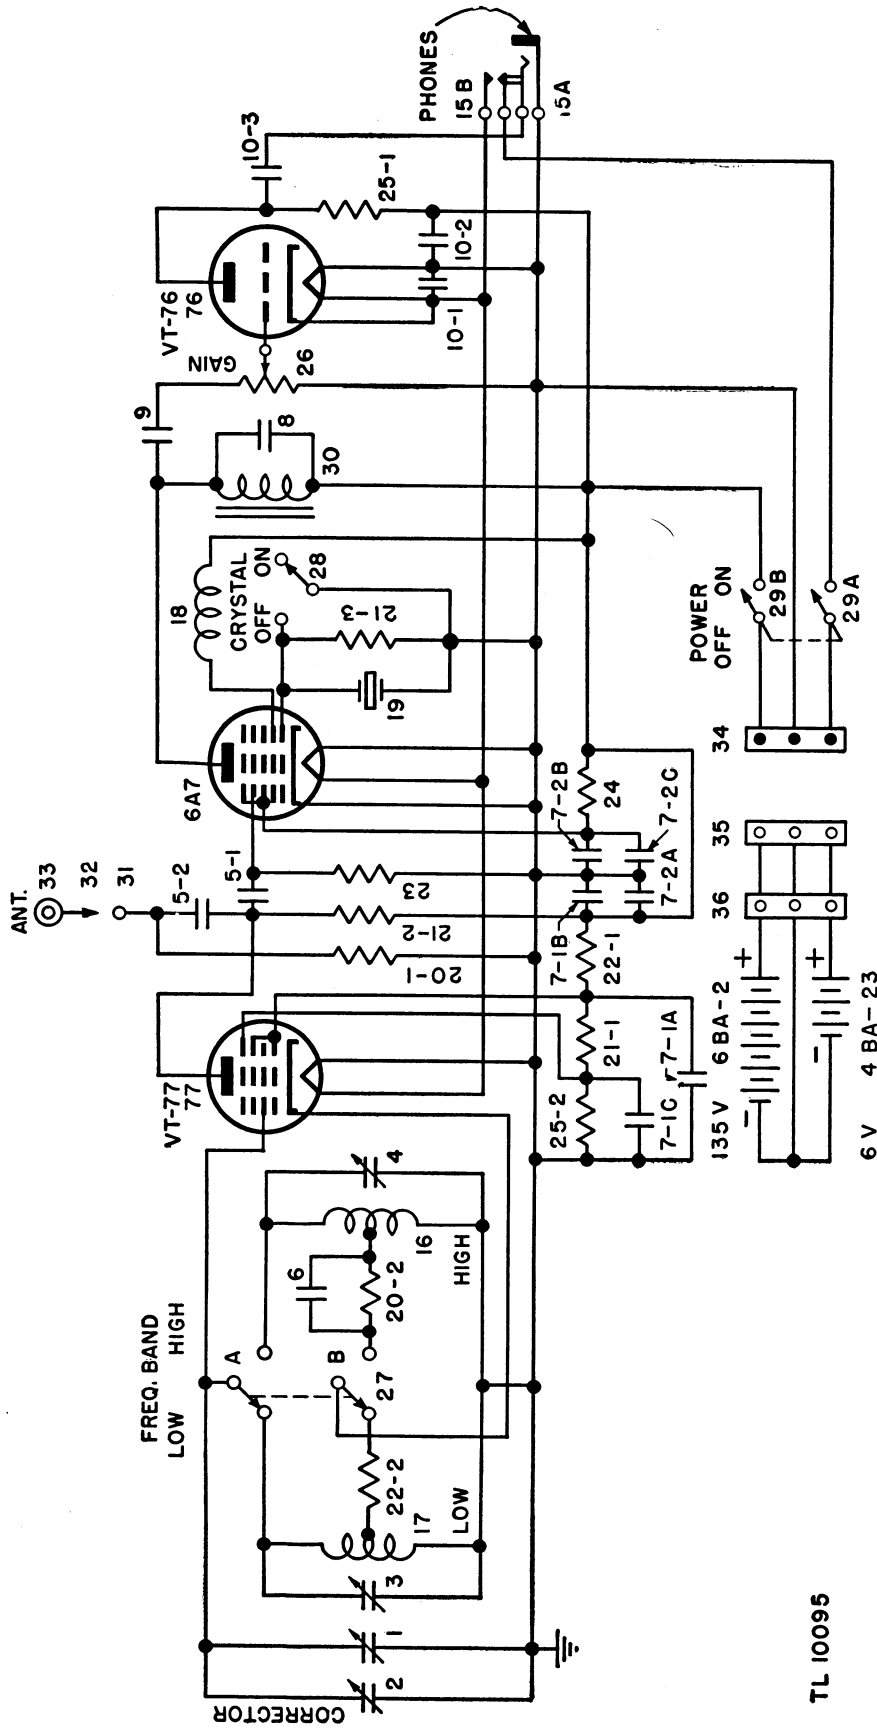 PHONES
15B
15A
10-3
25-1
10-2
10-1
VT-76
76
GAIN
26
9
8
30
18
CRYSTAL
OFF ON
28
21-3
19
6A7
ANT.
33
32
31
5-2
5-1
23
21-2
20-1
VT-77
77
7-2B
24
7-2C
7-2A
7-1B
22-1
21-1
7-1A
25-2
7-1C
POWER
OFF ON
29B
29A
34
35
36
135V 6 BA-2
+
-
+
-
6V 4 BA-23
FREQ. BAND
LOW HIGH
A
B
27
6
20-2
16
HIGH
4
22-2
17
LOW
3
1
2
CORRECTOR
TL 10095